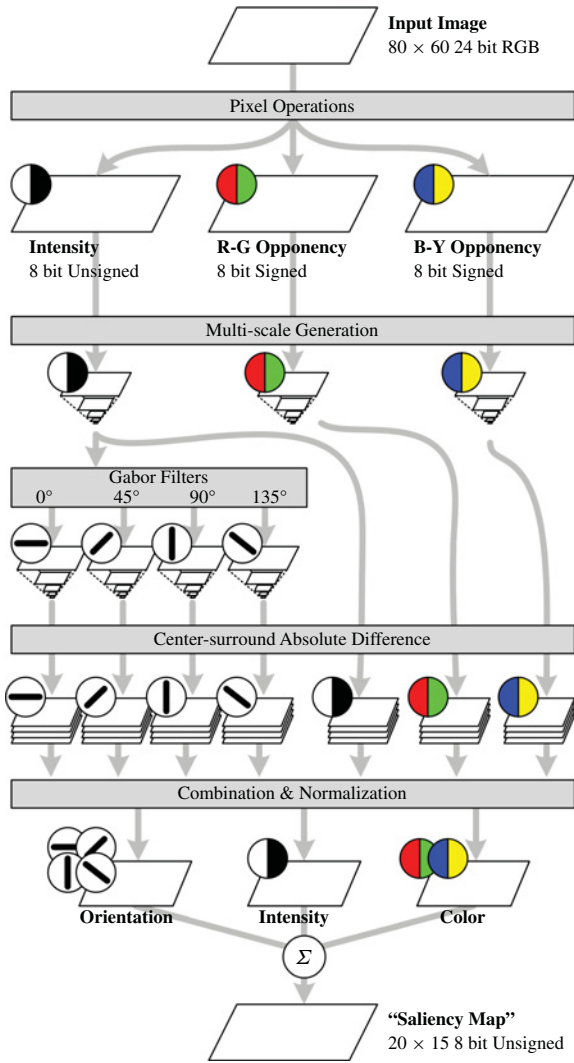 Input Image
80 × 60 24 bit RGB
Pixel Operations
Intensity
8 bit Unsigned
R-G Opponency
8 bit Signed
B-Y Opponency
8 bit Signed
Multi-scale Generation
Gabor Filters
0° 45° 90° 135°
Center-surround Absolute Difference
Combination & Normalization
Orientation
Intensity
Color
Σ
“Saliency Map”
20 × 15 8 bit Unsigned